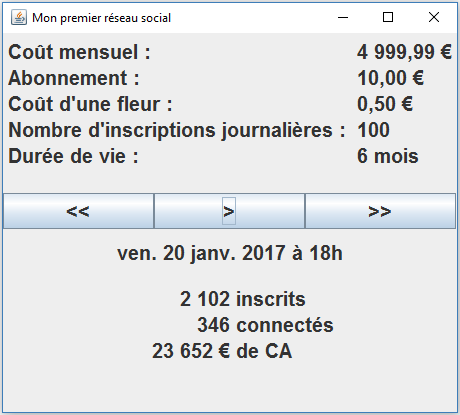 Mon premier réseau social
Coût mensuel : 4 999,99 €
Abonnement : 10,00 €
Coût d'une fleur : 0,50 €
Nombre d'inscriptions journalières : 100
Durée de vie : 6 mois
<< > >>
ven. 20 janv. 2017 à 18h
2 102 inscrits
346 connectés
23 652 € de CA